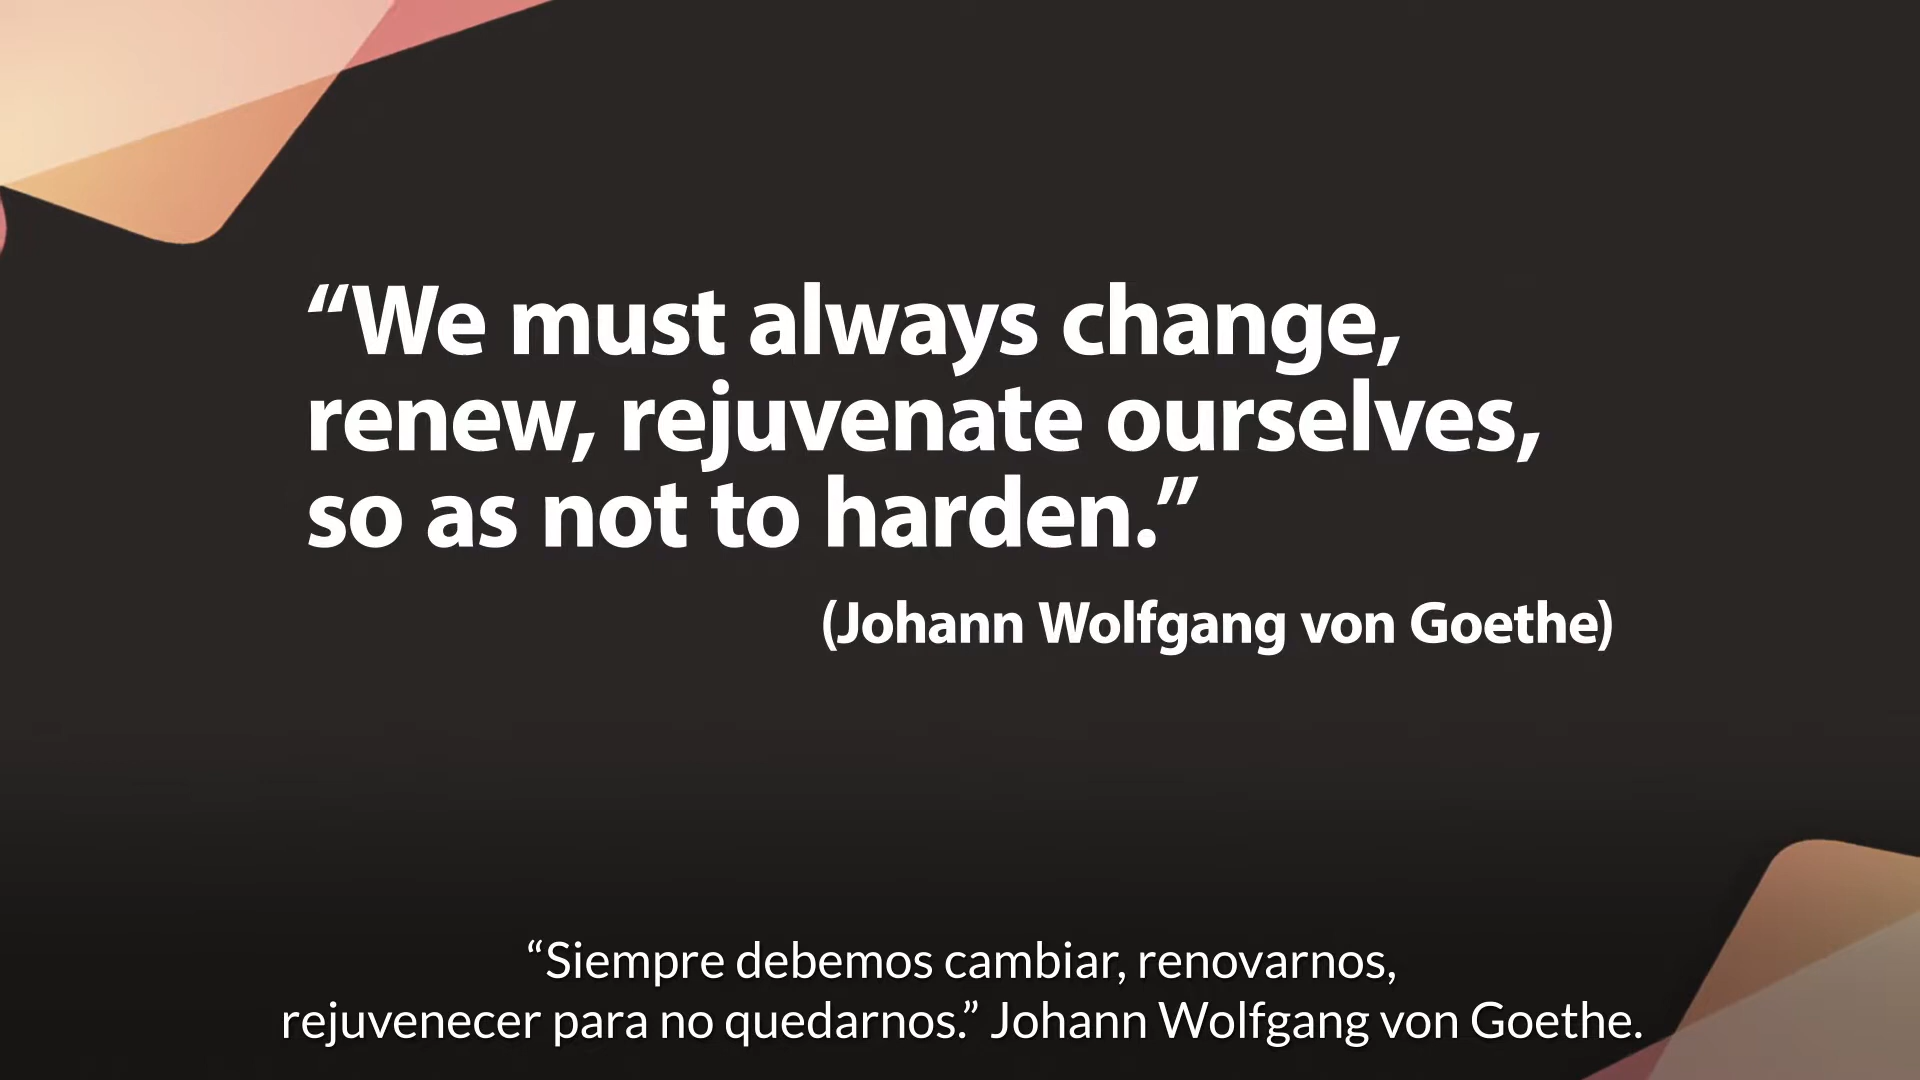 “We must always change,
renew, rejuvenate ourselves,
so as not to harden.”
(Johann Wolfgang von Goethe)
“Siempre debemos cambiar, renovarnos,
rejuvenecer para no quedarnos.” Johann Wolfgang von Goethe.